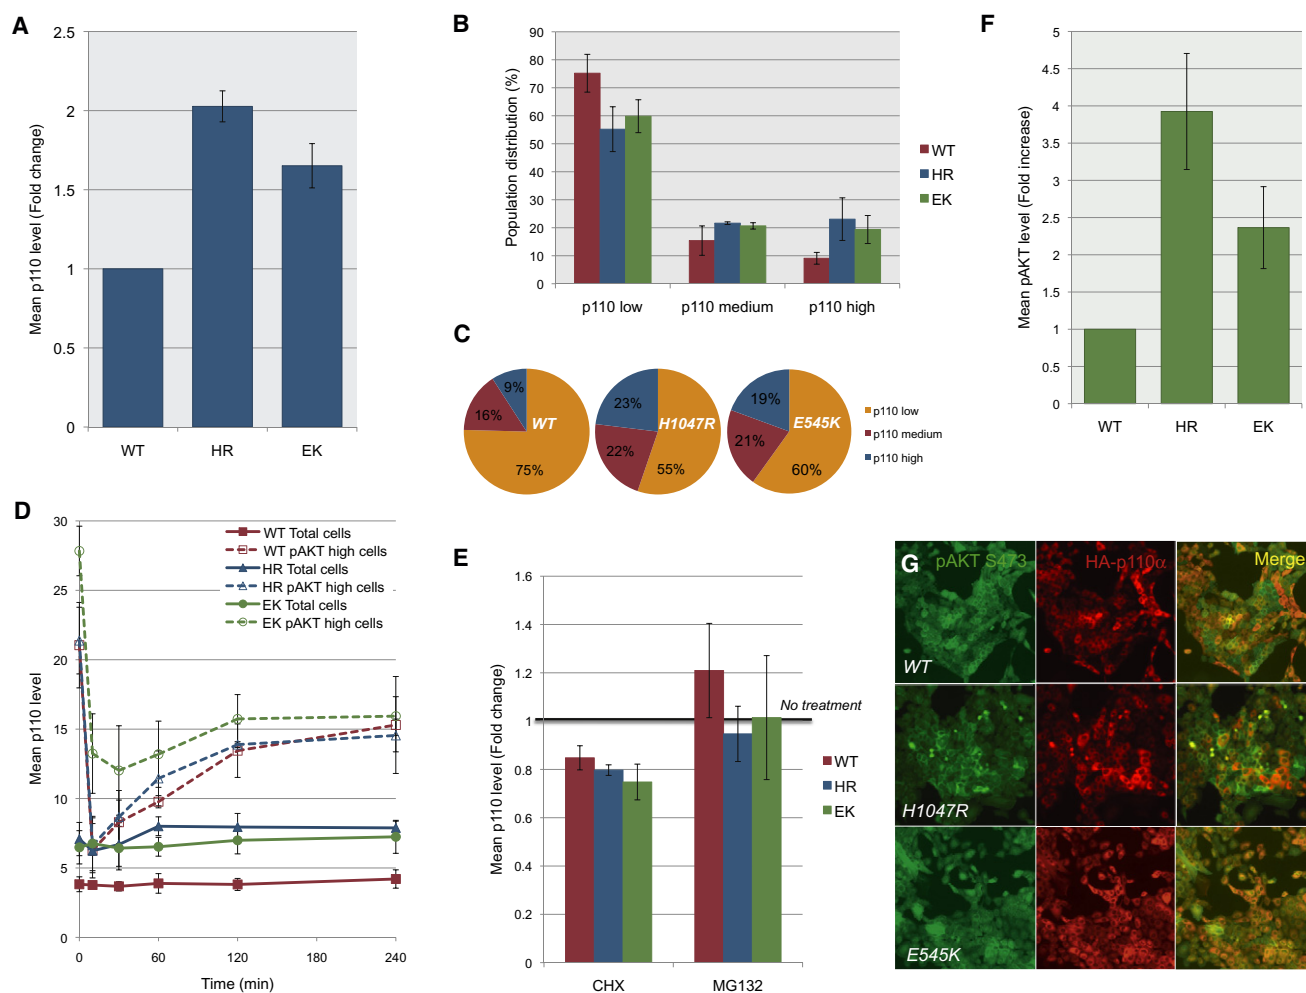 A
Mean p110 level (Fold change)
2.5
2
1.5
1
0.5
0
WT
HR
EK
B
Population distribution (%)
90
80
70
60
50
40
30
20
10
0
p110 low
p110 medium
p110 high
WT
HR
EK
C
9%
16%
WT
75%
23%
H1047R
22%
55%
19%
E545K
21%
60%
p110 low
p110 medium
p110 high
D
Mean p110 level
30
25
20
15
10
5
0
0
60
120
180
240
Time (min)
WT Total cells
WT pAKT high cells
HR Total cells
HR pAKT high cells
EK Total cells
EK pAKT high cells
E
Mean p110 level (Fold change)
1.6
1.4
1.2
1
0.8
0.6
0.4
0.2
0
No treatment
CHX
MG132
WT
HR
EK
F
Mean pAKT level (Fold increase)
5
4.5
4
3.5
3
2.5
2
1.5
1
0.5
0
WT
HR
EK
G
pAKT S473
HA-p110α
Merge
WT
H1047R
E545K